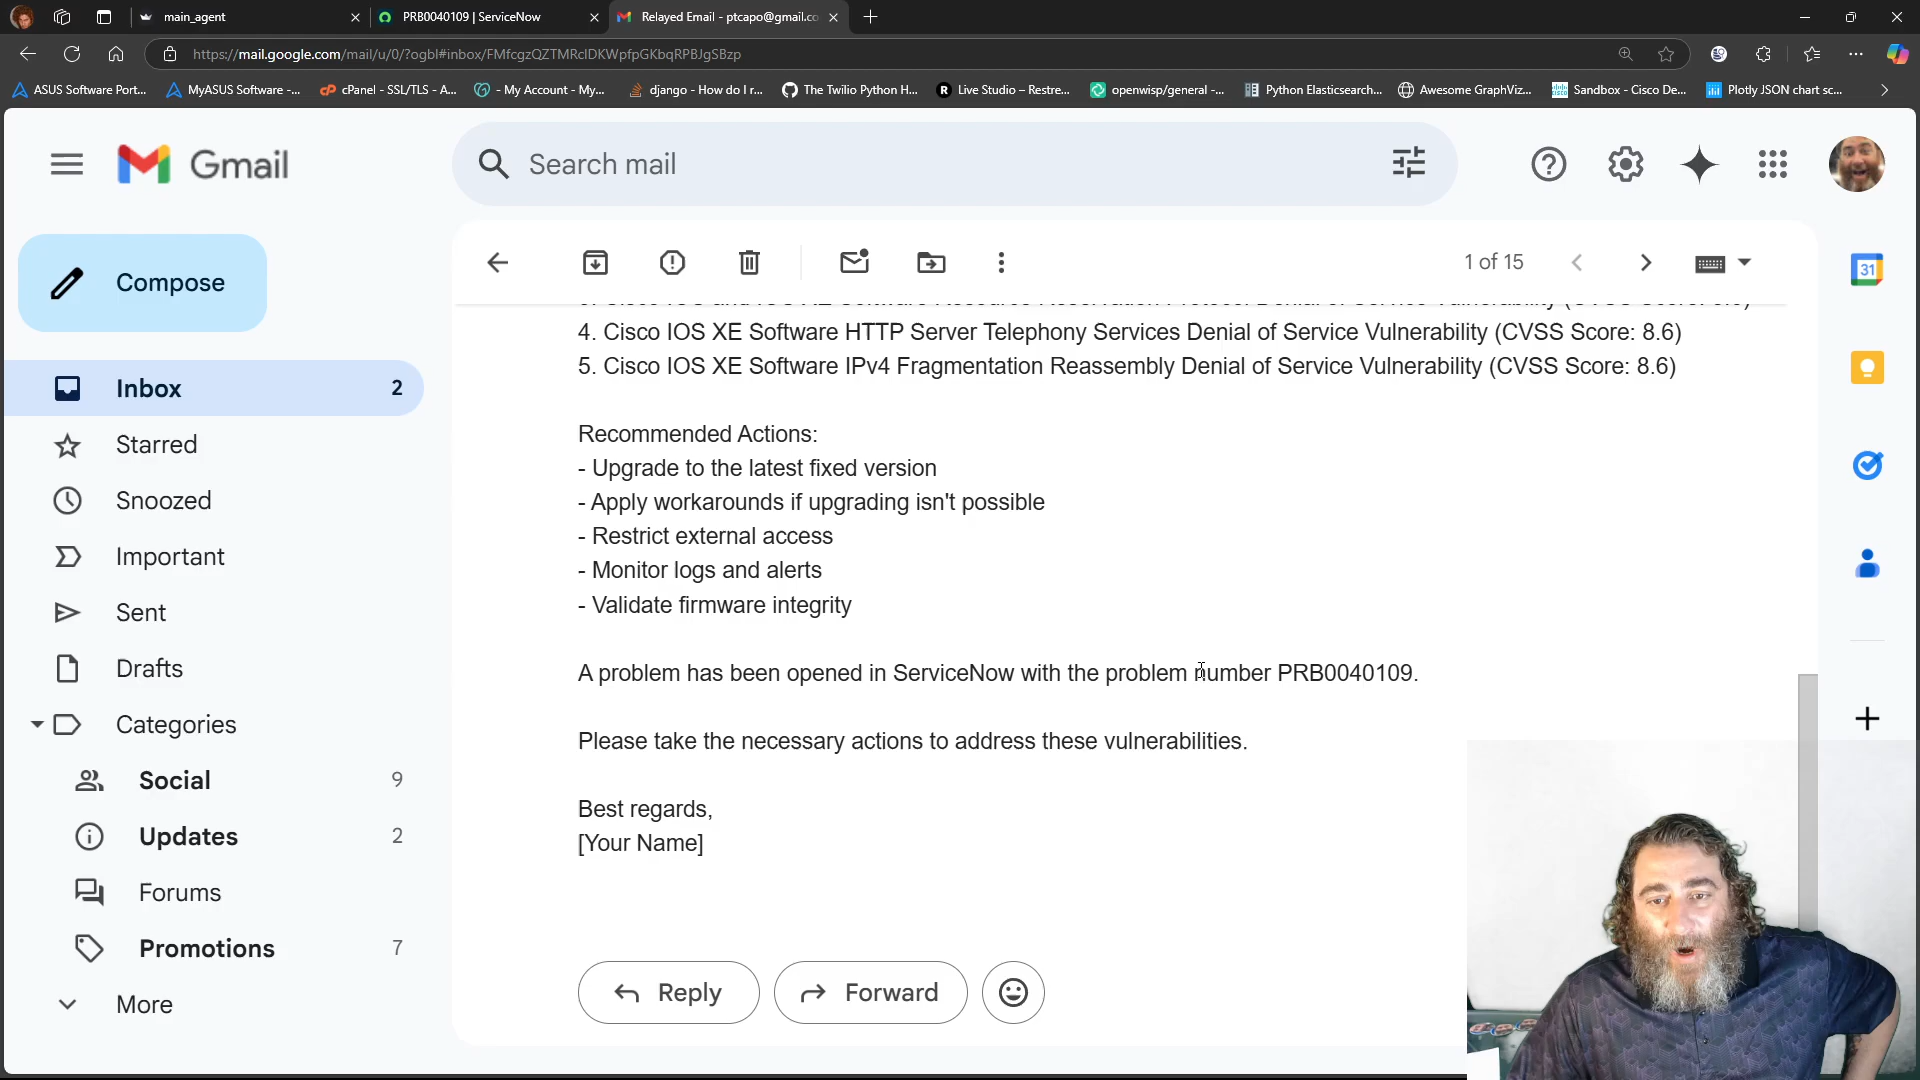 main_agent
PRB0040109 | ServiceNow
Relayed Email - ptcapo@gmail.co
https://mail.google.com/mail/u/0/?ogbl#inbox/FMfcgzQZTMRclDKWpfpGKbqRPBJgSBzp
ASUS Software Port...
MyASUS Software -...
cPanel - SSL/TLS - A...
- My Account - My...
django - How do I r...
The Twilio Python H...
Live Studio – Restre...
openwisp/general -...
Python Elasticsearch...
Awesome GraphViz...
Sandbox - Cisco De...
Plotly JSON chart sc...
Gmail
Search mail
Compose
1 of 15
31
Inbox 2
Starred
Snoozed
Important
Sent
Drafts
Categories
Social 9
Updates 2
Forums
Promotions 7
More
4. Cisco IOS XE Software HTTP Server Telephony Services Denial of Service Vulnerability (CVSS Score: 8.6)
5. Cisco IOS XE Software IPv4 Fragmentation Reassembly Denial of Service Vulnerability (CVSS Score: 8.6)
Recommended Actions:
- Upgrade to the latest fixed version
- Apply workarounds if upgrading isn't possible
- Restrict external access
- Monitor logs and alerts
- Validate firmware integrity
A problem has been opened in ServiceNow with the problem number PRB0040109.
Please take the necessary actions to address these vulnerabilities.
Best regards,
[Your Name]
Reply
Forward